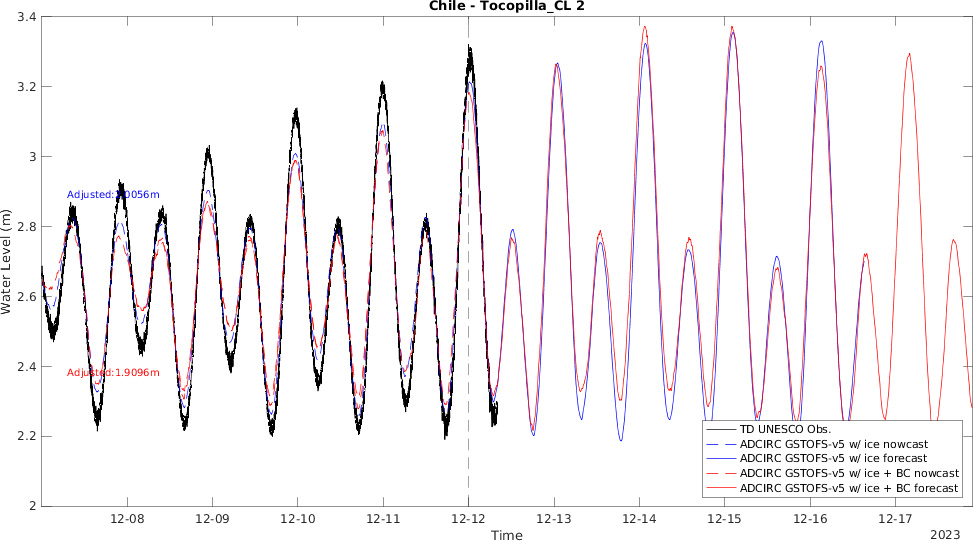 Chile - Tocopilla_CL 2
3.4
3.2
3
2.8
2.6
2.4
2.2
2
Water Level (m)
Adjusted: .0056m
Adjusted:1.9096m
12-08
12-09
12-10
12-11
12-12
12-13
12-14
12-15
12-16
12-17
Time
2023
TD UNESCO Obs.
ADCIRC GSTOFS-v5 w/ ice nowcast
ADCIRC GSTOFS-v5 w/ ice forecast
ADCIRC GSTOFS-v5 w/ ice + BC nowcast
ADCIRC GSTOFS-v5 w/ ice + BC forecast